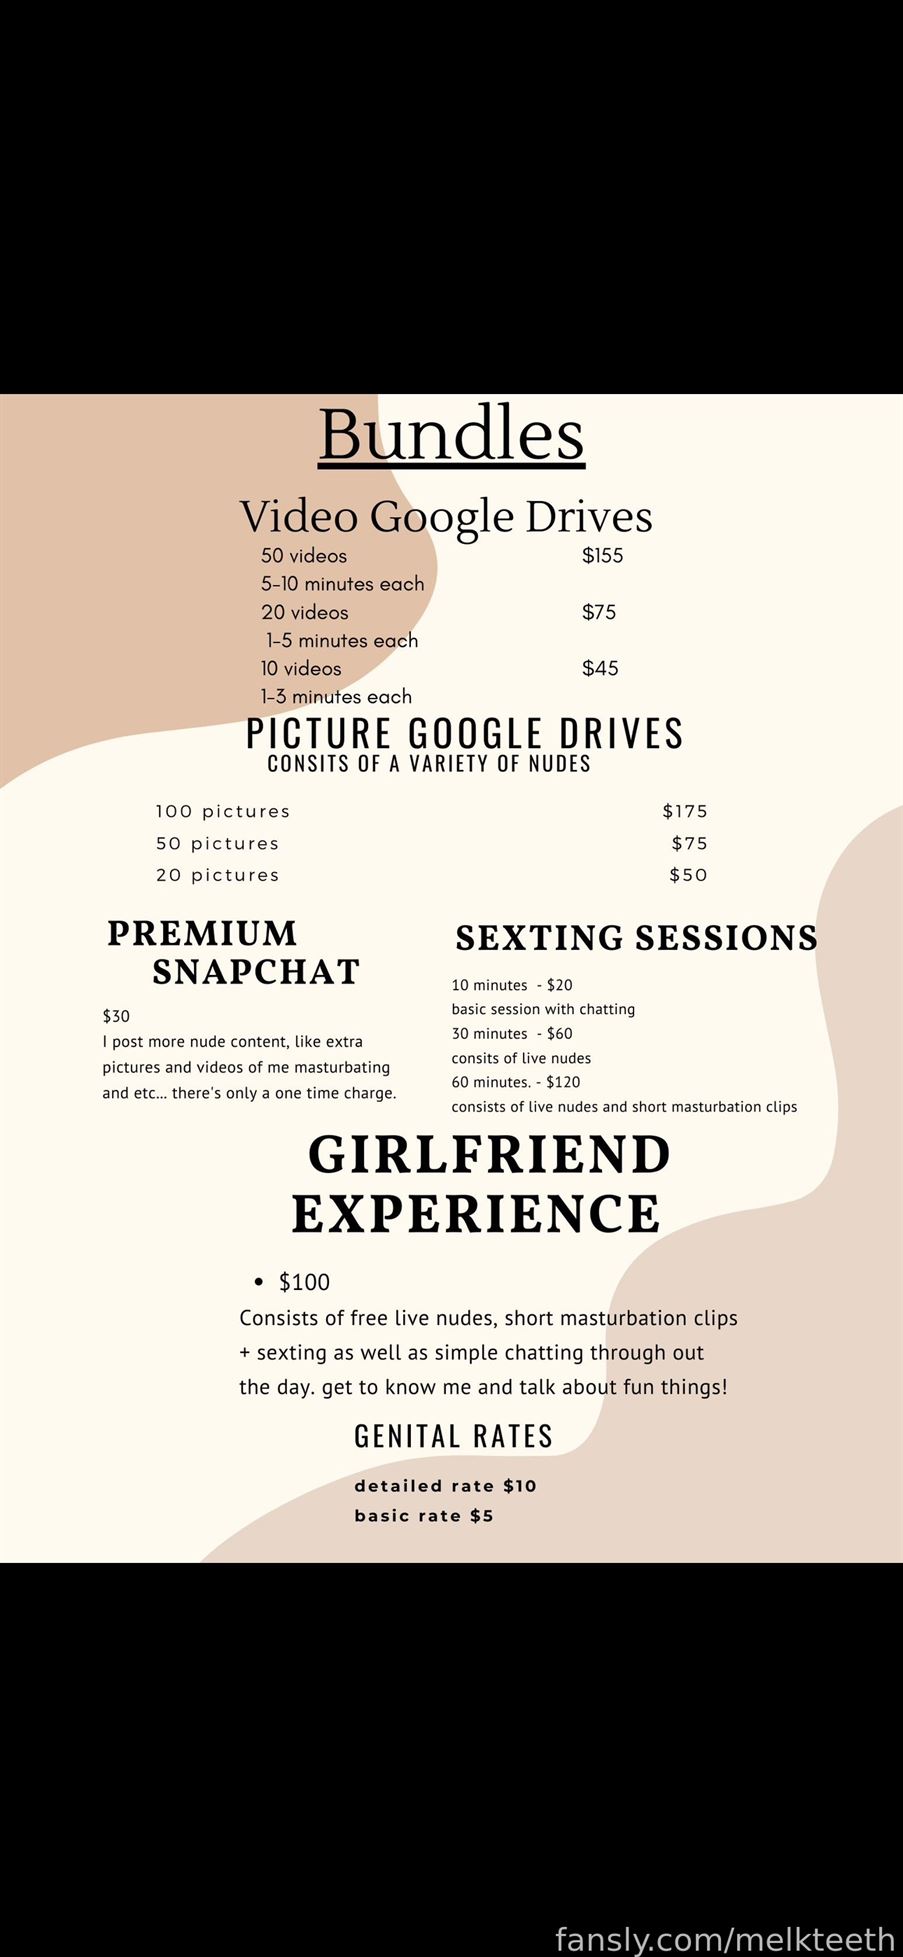 Bundles
Video Google Drives
50 videos $155
5-10 minutes each
20 videos $75
1-5 minutes each
10 videos $45
1-3 minutes each
PICTURE GOOGLE DRIVES
CONSITS OF A VARIETY OF NUDES
100 pictures $175
50 pictures $75
20 pictures $50
PREMIUM
SNAPCHAT
$30
I post more nude content, like extra
pictures and videos of me masturbating
and etc... there's only a one time charge.
SEXTING SESSIONS
10 minutes - $20
basic session with chatting
30 minutes - $60
consits of live nudes
60 minutes. - $120
consists of live nudes and short masturbation clips
GIRLFRIEND
EXPERIENCE
• $100
Consists of free live nudes, short masturbation clips
+ sexting as well as simple chatting through out
the day. get to know me and talk about fun things!
GENITAL RATES
detailed rate $10
basic rate $5
fansly.com/melkteeth